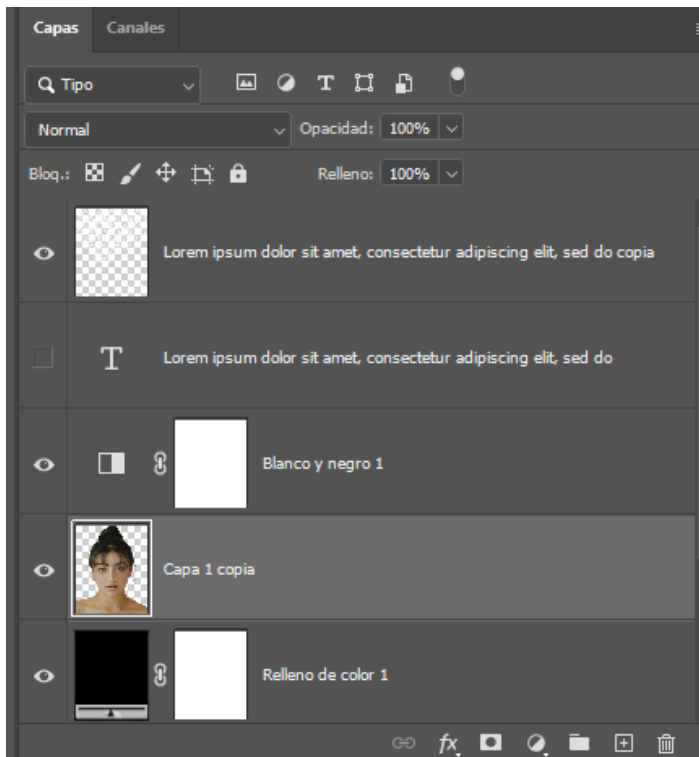 Capas Canales
Tipo
Normal Opacidad: 100%
Bloq.: Relleno: 100%
Lorem ipsum dolor sit amet, consectetur adipiscing elit, sed do copia
T Lorem ipsum dolor sit amet, consectetur adipiscing elit, sed do
Blanco y negro 1
Capa 1 copia
Relleno de color 1
fx